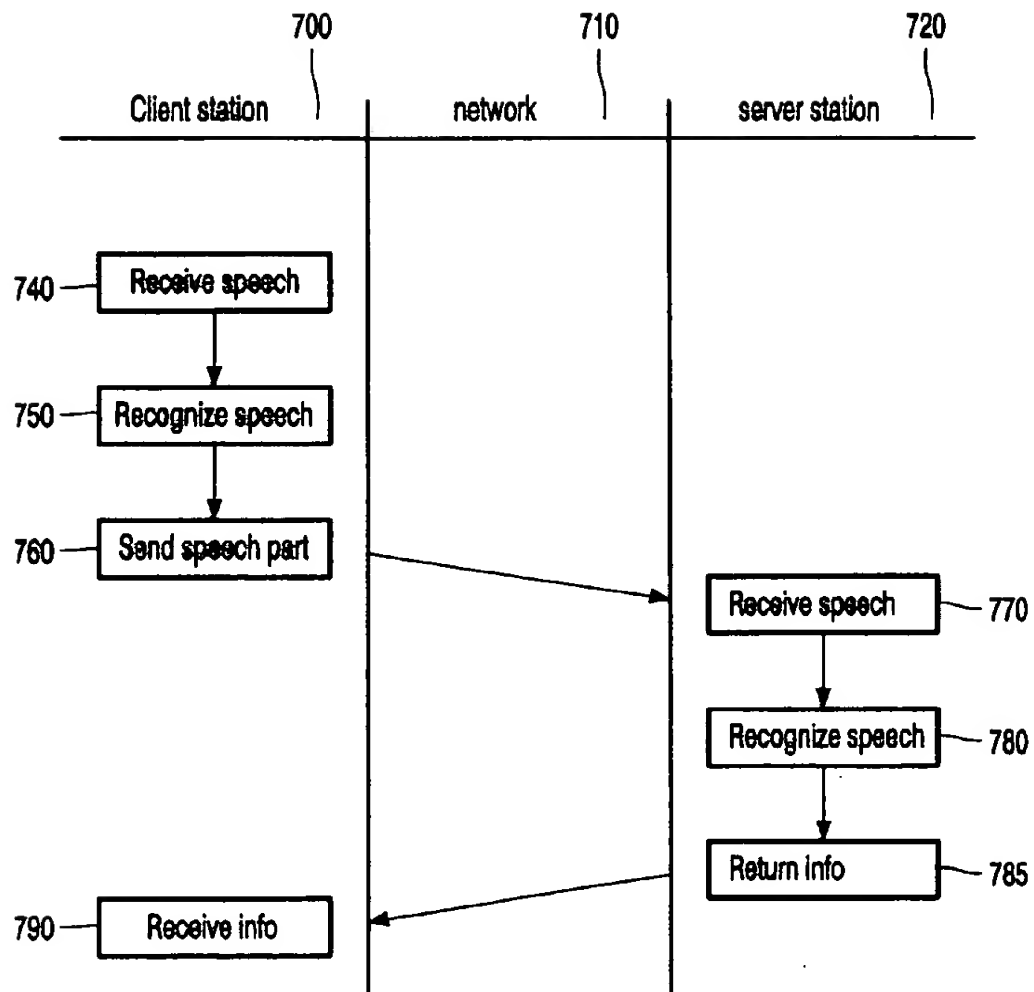 700 710 720
Client station network server station
740 Receive speech
750 Recognize speech
760 Send speech part
Receive speech 770
Recognize speech 780
Return info 785
790 Receive info